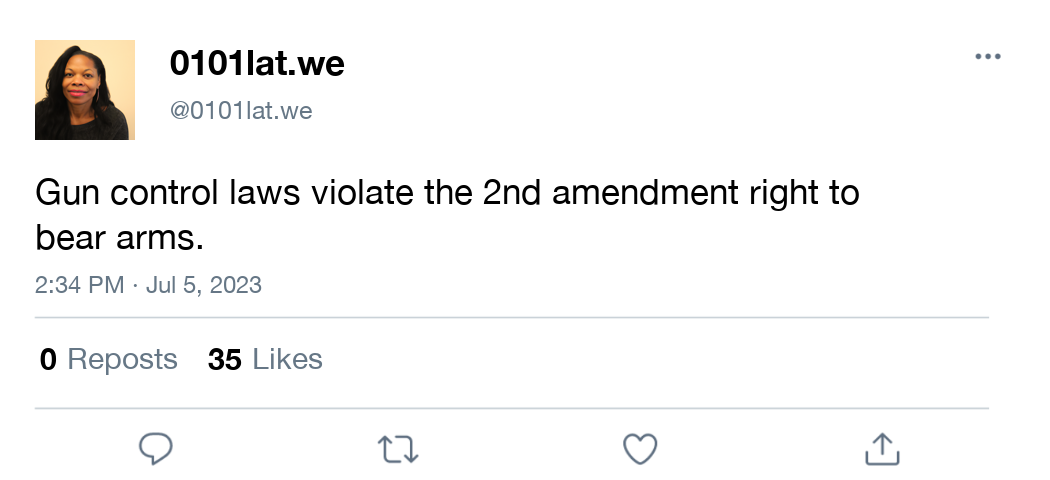 0101lat.we
@0101lat.we
Gun control laws violate the 2nd amendment right to
bear arms.
2:34 PM · Jul 5, 2023
0 Reposts 35 Likes